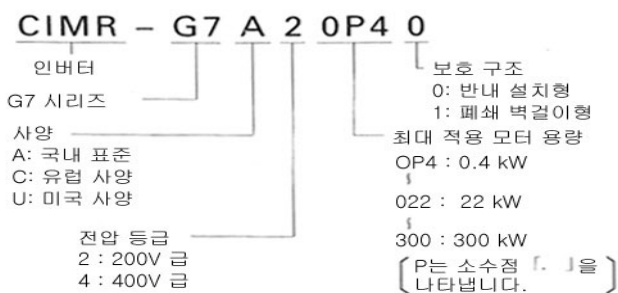 CIMR - G7 A 2 0P4 0
인버터
G7 시리즈
사양
A: 국내 표준
C: 유럽 사양
U: 미국 사양
전압 등급
2 : 200V 급
4 : 400V 급
보호 구조
0: 반내 설치형
1: 폐쇄 벽걸이형
최대 적용 모터 용량
OP4 : 0.4 kW
022 : 22 kW
300 : 300 kW
P는 소수점 「. 」을
나타냅니다.